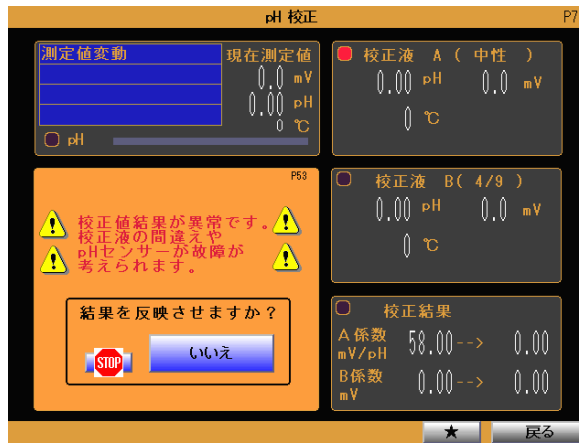 pH 校正
P7
測定値変動
現在測定値
0.0 mV
0.00 pH
0 ℃
pH
校正液 A ( 中性 )
0.00 pH 0.0 mV
0 ℃
P53
校正値結果が異常です。
校正液の間違えや
pHセンサーが故障が
考えられます。
結果を反映させますか？
STOP
いいえ
校正液 B( 4/9 )
0.00 pH 0.0 mV
0 ℃
校正結果
A係数
mV/pH
58.00--> 0.00
B係数
mV
0.00--> 0.00
★
戻る